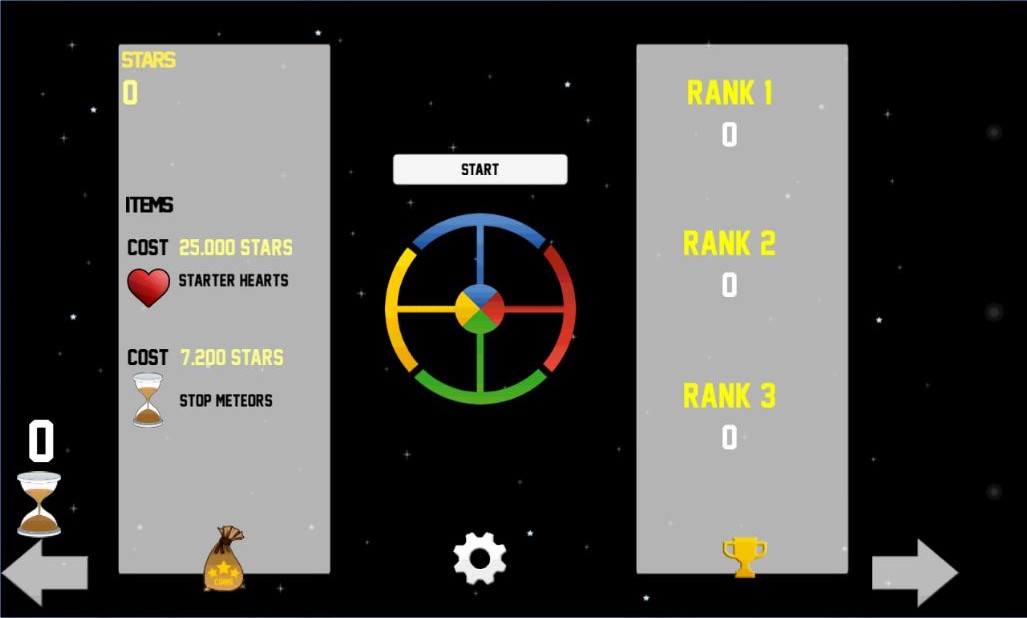 STARS
0
ITEMS
COST 25.000 STARS
STARTER HEARTS
COST 7.200 STARS
STOP METEORS
0
COINS
START
RANK 1
0
RANK 2
0
RANK 3
0